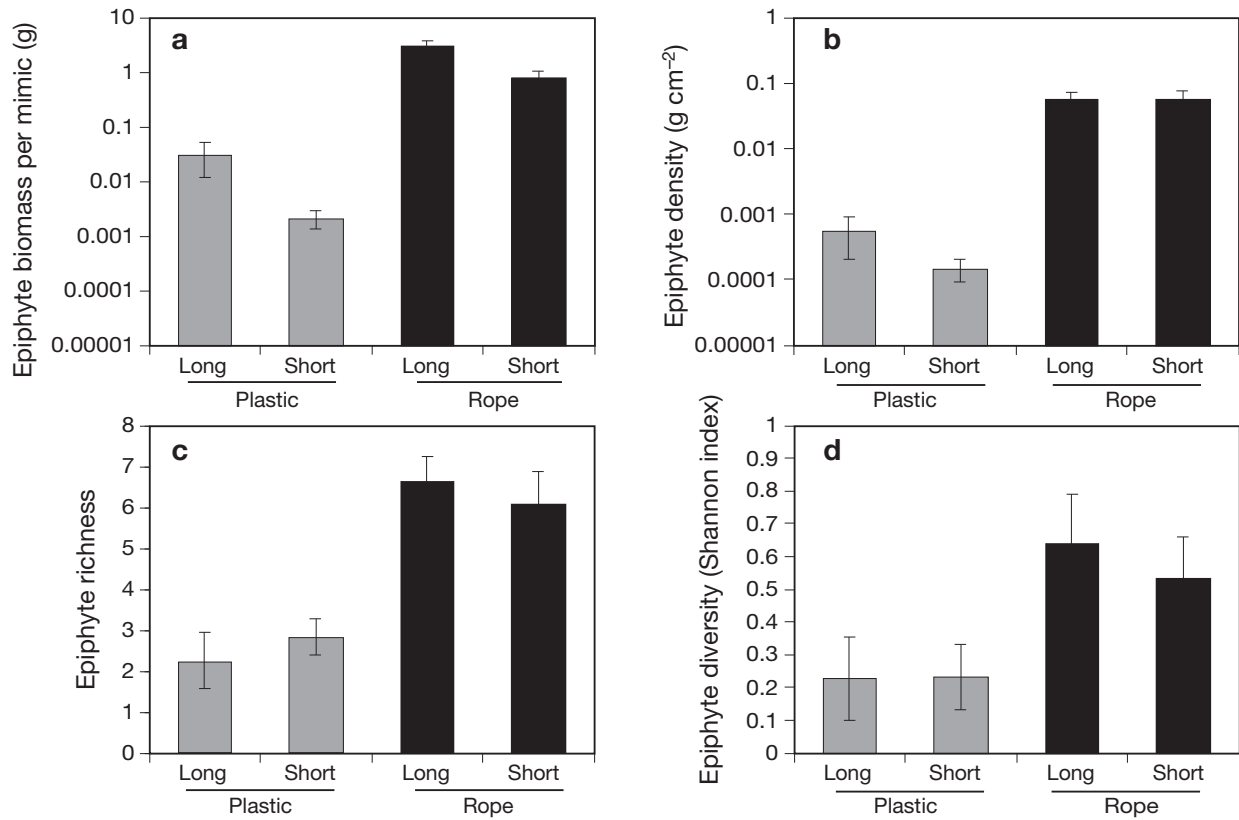 a
Epiphyte biomass per mimic (g)
10
1
0.1
0.01
0.001
0.0001
0.00001
Long Short Long Short
Plastic Rope
b
Epiphyte density (g cm⁻²)
1
0.1
0.01
0.001
0.0001
0.00001
Long Short Long Short
Plastic Rope
c
Epiphyte richness
8
7
6
5
4
3
2
1
0
Long Short Long Short
Plastic Rope
d
Epiphyte diversity (Shannon index)
1
0.9
0.8
0.7
0.6
0.5
0.4
0.3
0.2
0.1
0
Long Short Long Short
Plastic Rope